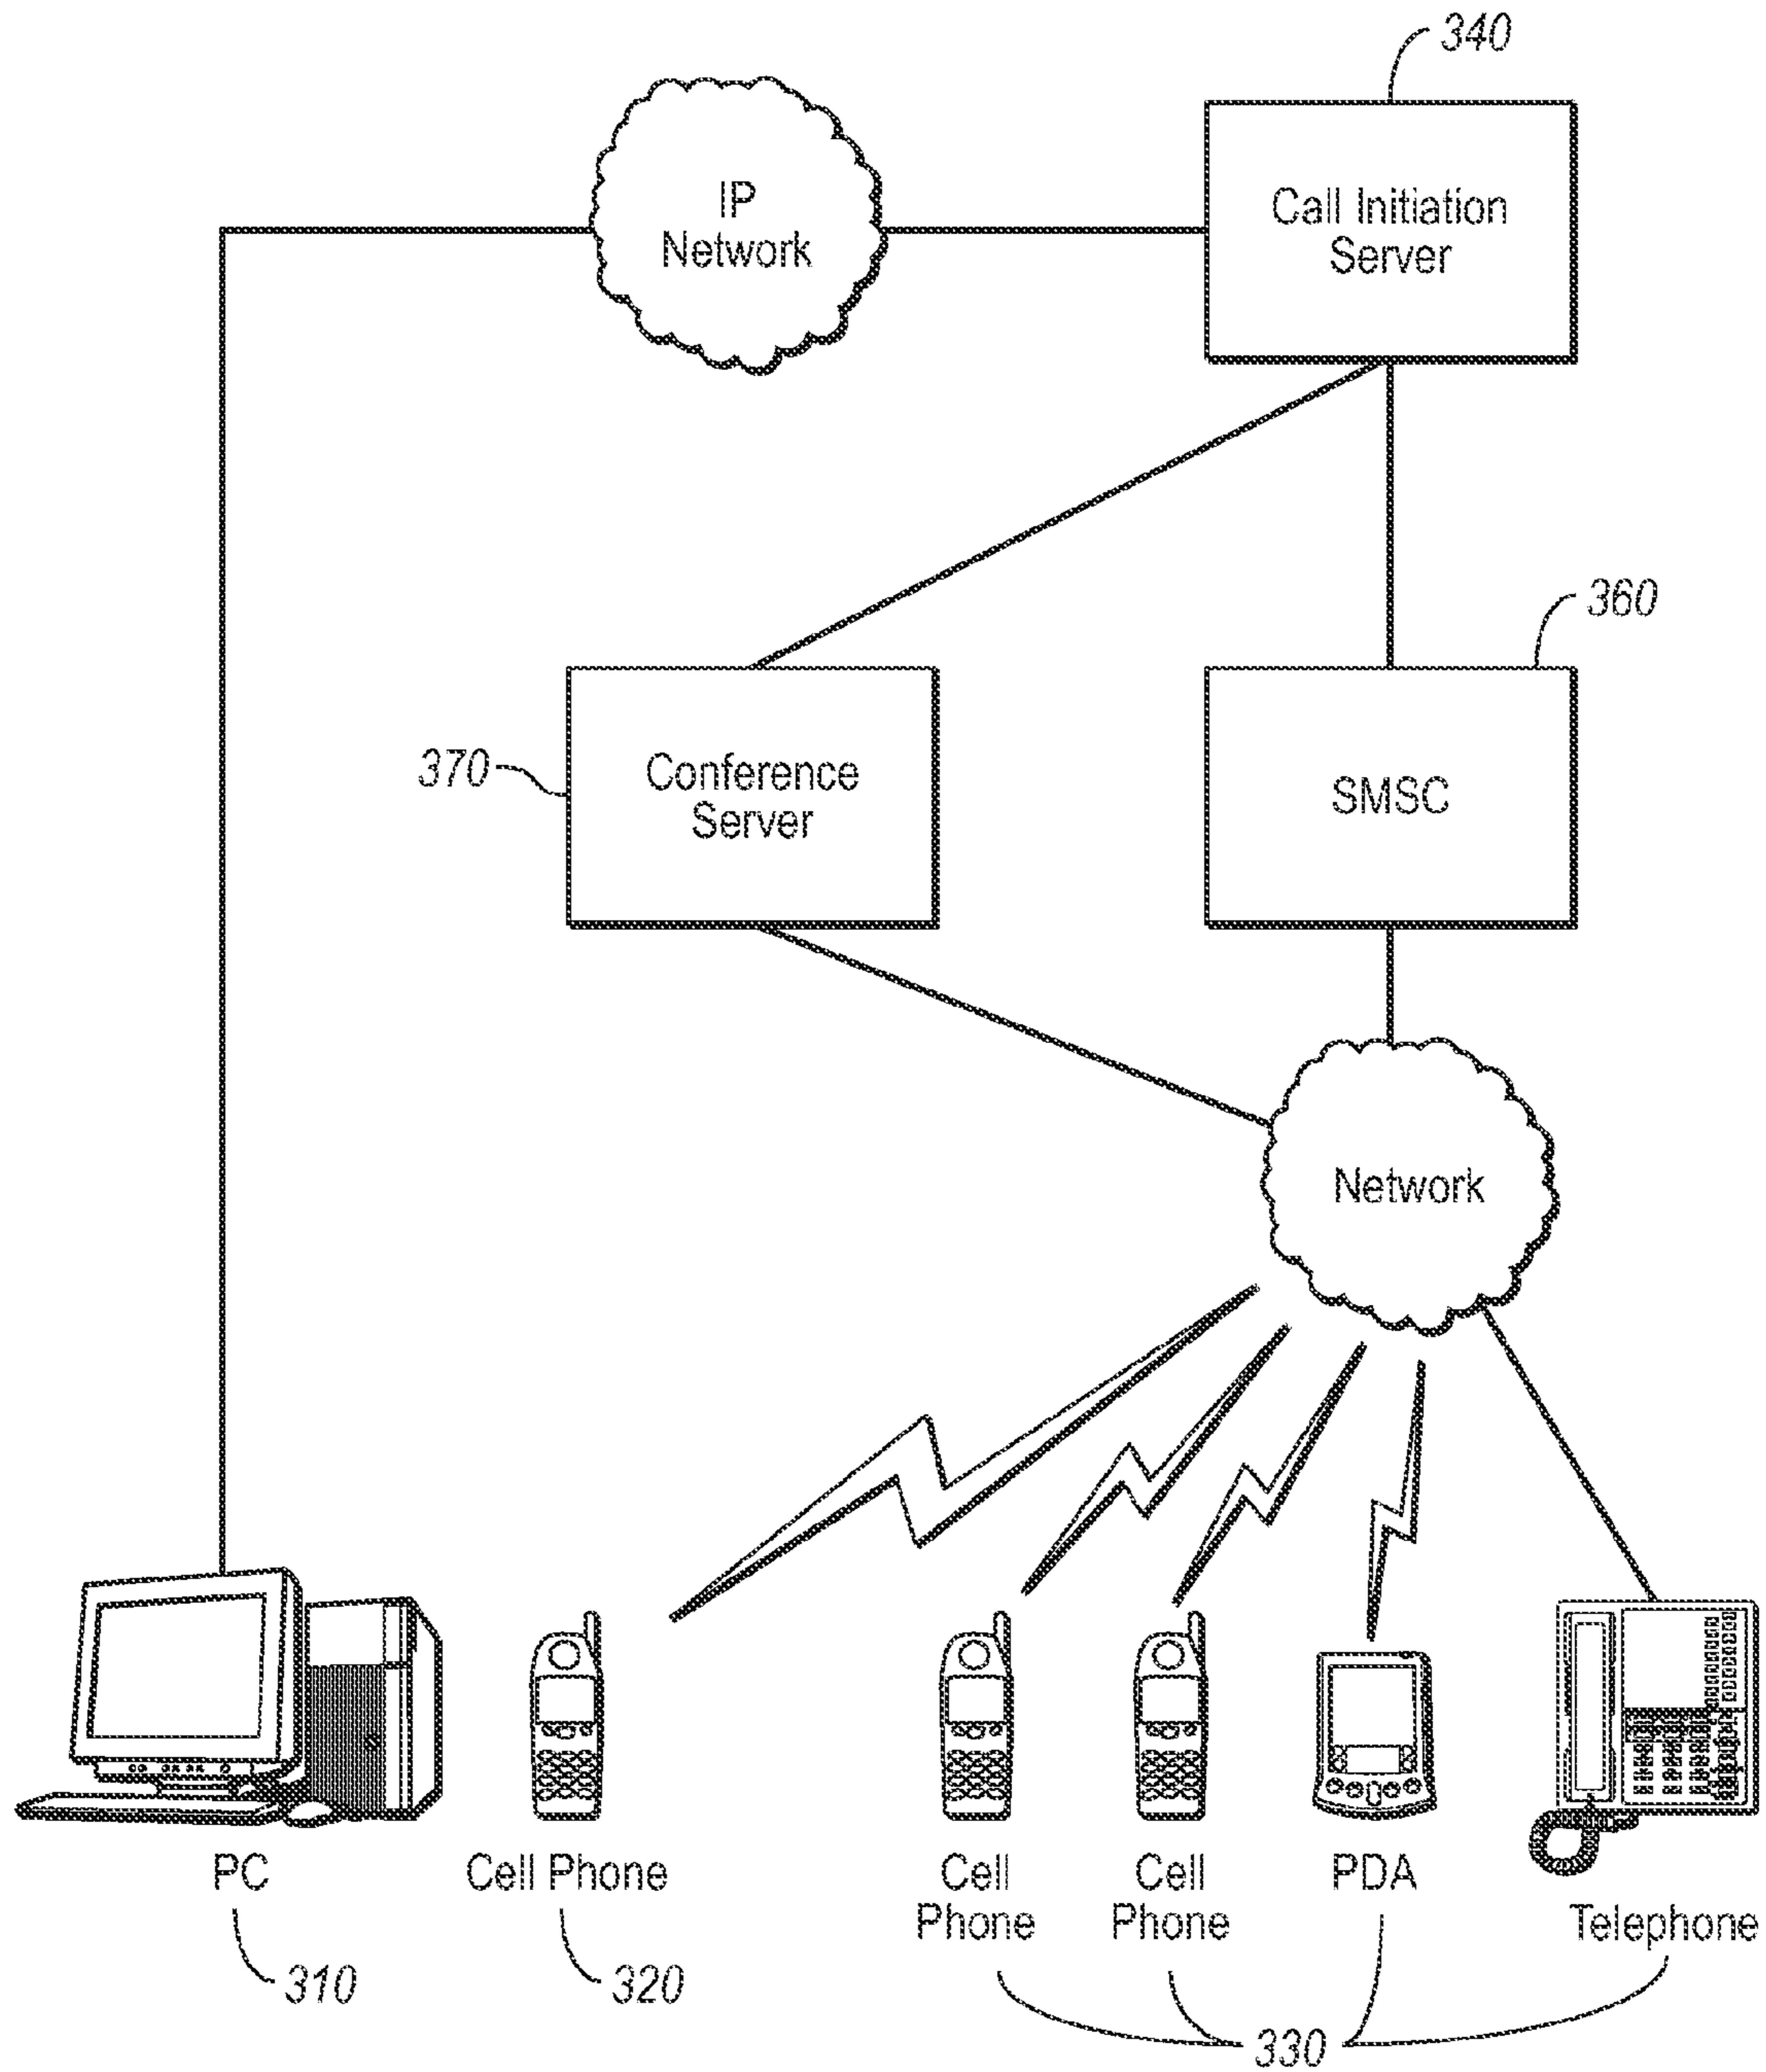 340
IP
Network
Call Initiation
Server
360
370
Conference
Server
SMSC
Network
PC
Cell Phone
Cell
Phone
Cell
Phone
PDA
Telephone
310
320
330